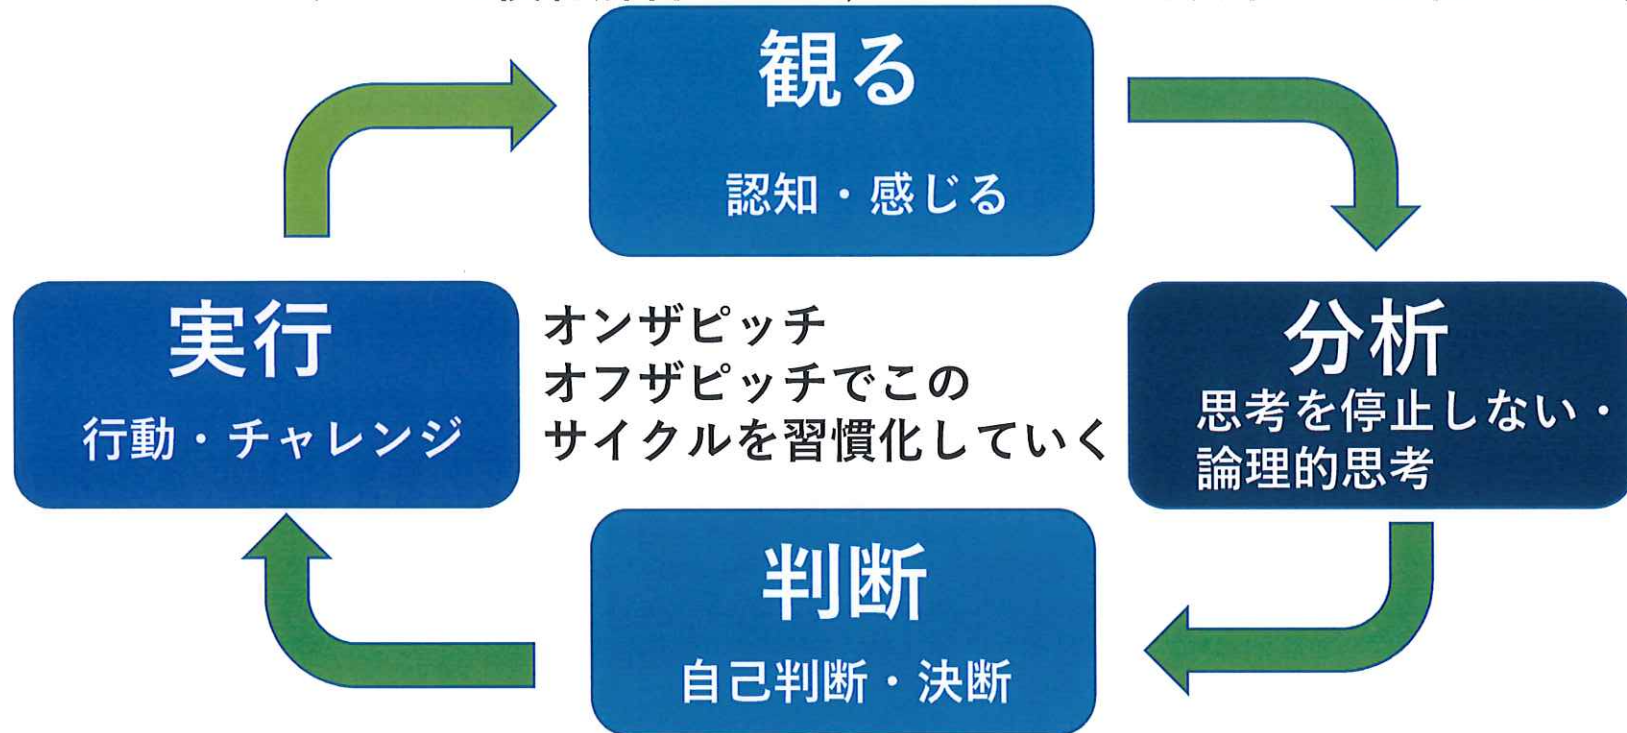 観る
認知・感じる
分析
思考を停止しない・
論理的思考
判断
自己判断・決断
実行
行動・チャレンジ
オンザピッチ
オフザピッチでこの
サイクルを習慣化していく